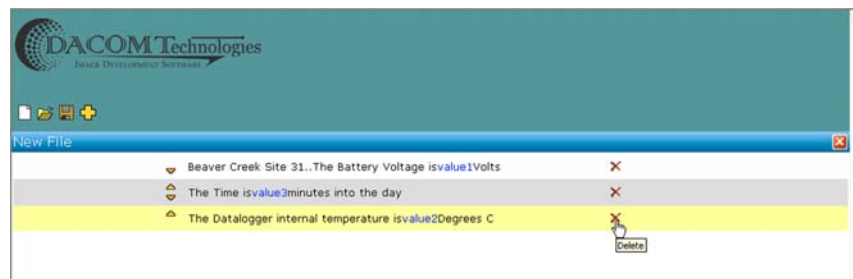 DACOM Technologies
IMAGE DEVELOPMENT SOFTWARE
New File
Beaver Creek Site 31..The Battery Voltage isvalue1Volts
The Time isvalue3minutes into the day
The Datalogger internal temperature isvalue2Degrees C
Delete